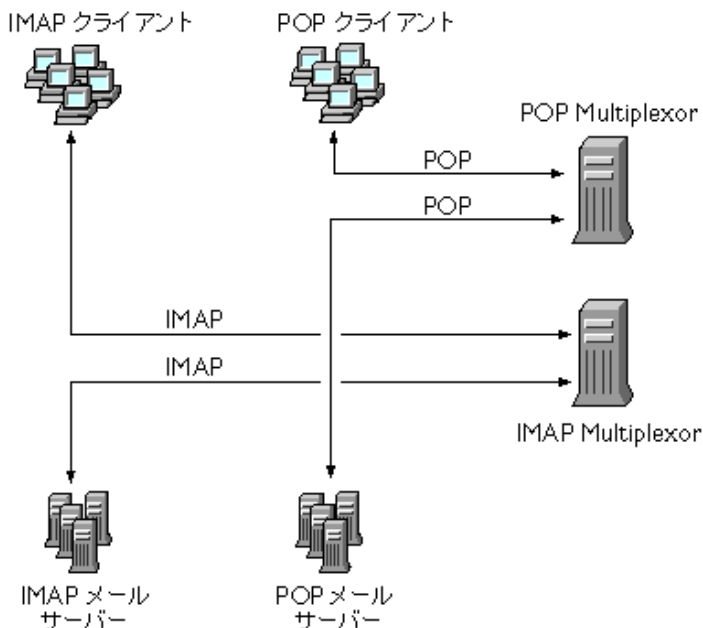 IMAP クライアント
POP クライアント
POP Multiplexor
POP
POP
IMAP
IMAP
IMAP Multiplexor
IMAP メール
サーバー
POP メール
サーバー